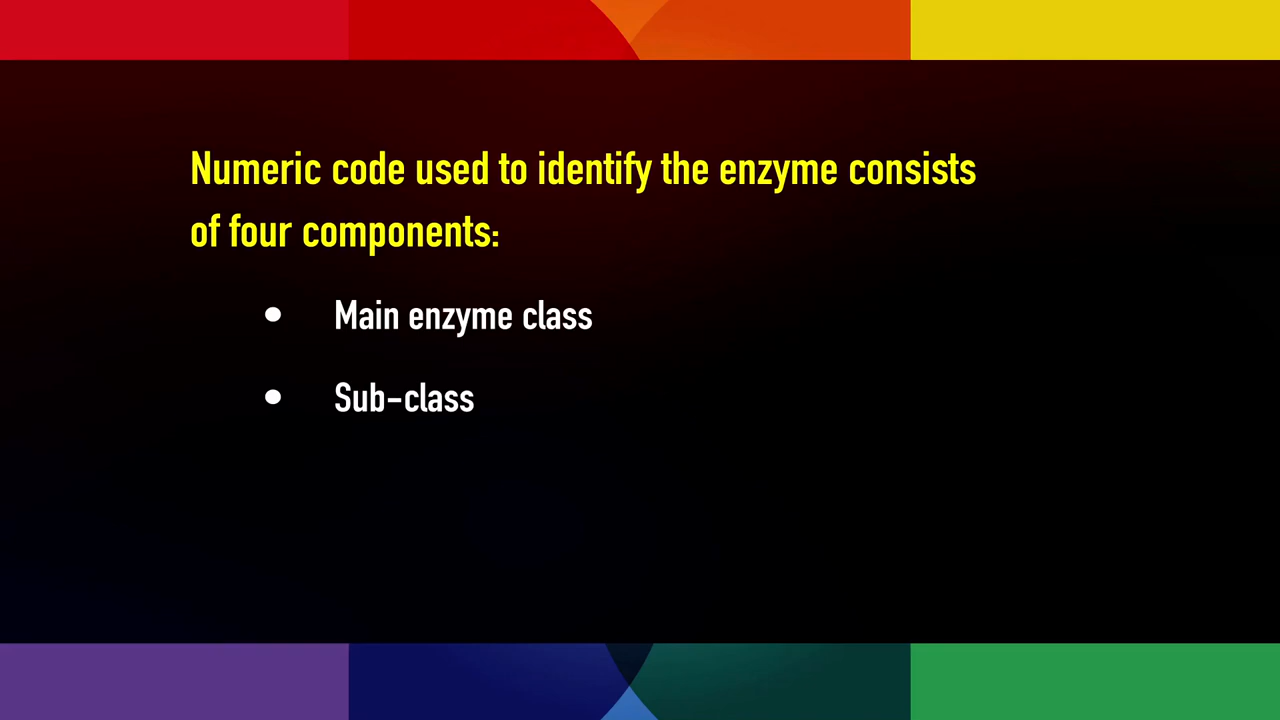 Numeric code used to identify the enzyme consists
of four components:
• Main enzyme class
• Sub-class